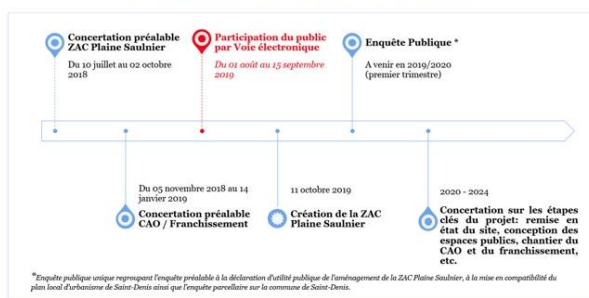 Concertation préalable
ZAC Plaine Saulnier
Du 10 juillet au 02 octobre
2018
Participation du public
par Voie électronique
Du 01 août au 15 septembre
2019
Enquête Publique *
A venir en 2019/2020
(premier trimestre)
Du 05 novembre 2018 au 14
janvier 2019
Concertation préalable
CAO / Franchissement
11 octobre 2019
Création de la ZAC
Plaine Saulnier
2020 - 2024
Concertation sur les étapes
clés du projet: remise en
état du site, conception des
espaces publics, chantier du
CAO et du franchissement,
etc.
*Enquête publique unique regroupant l'enquête préalable à la déclaration d'utilité publique de l'aménagement de la ZAC Plaine Saulnier, à la mise en compatibilité du
plan local d'urbanisme de Saint-Denis ainsi que l'enquête parcellaire sur la commune de Saint-Denis.